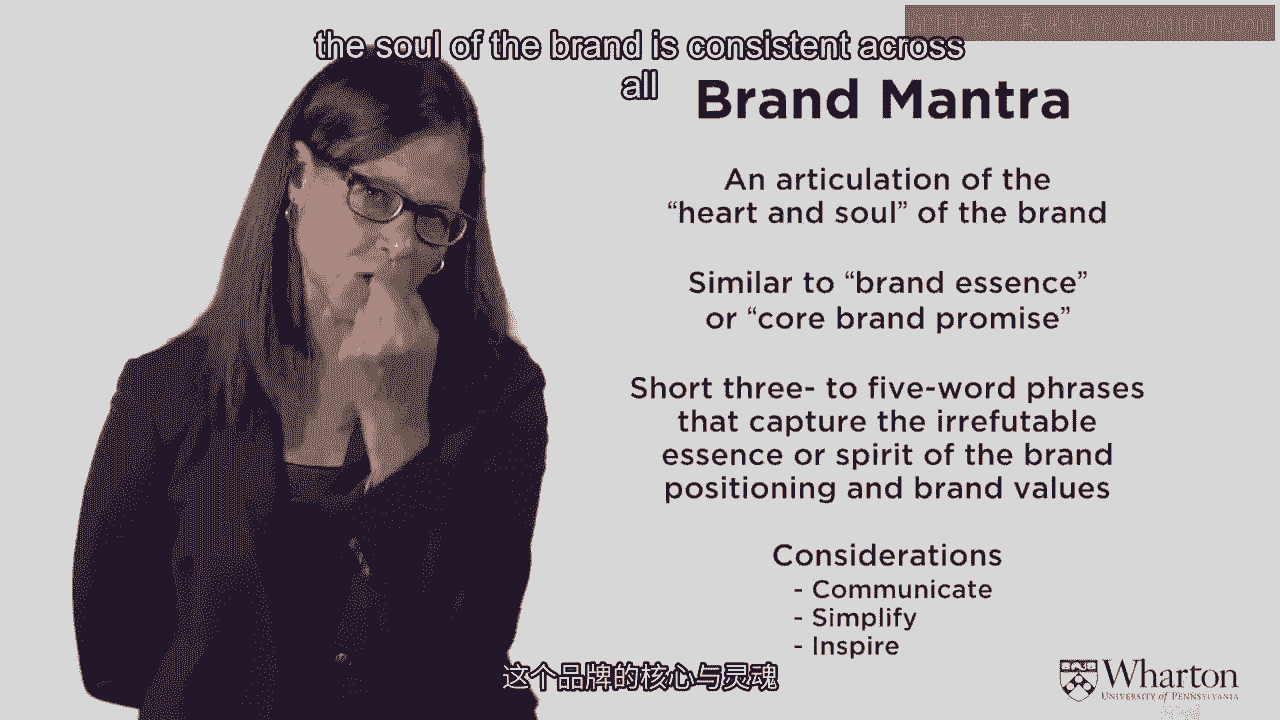 the soul of the brand is consistent across
all
Brand Mantra
An articulation of the
“heart and soul” of the brand
Similar to “brand essence”
or “core brand promise”
Short three- to five-word phrases
that capture the irrefutable
essence or spirit of the brand
positioning and brand values
Considerations
- Communicate
- Simplify
- Inspire
这个品牌的核心与灵魂
Wharton
UNIVERSITY of PENNSYLVANIA